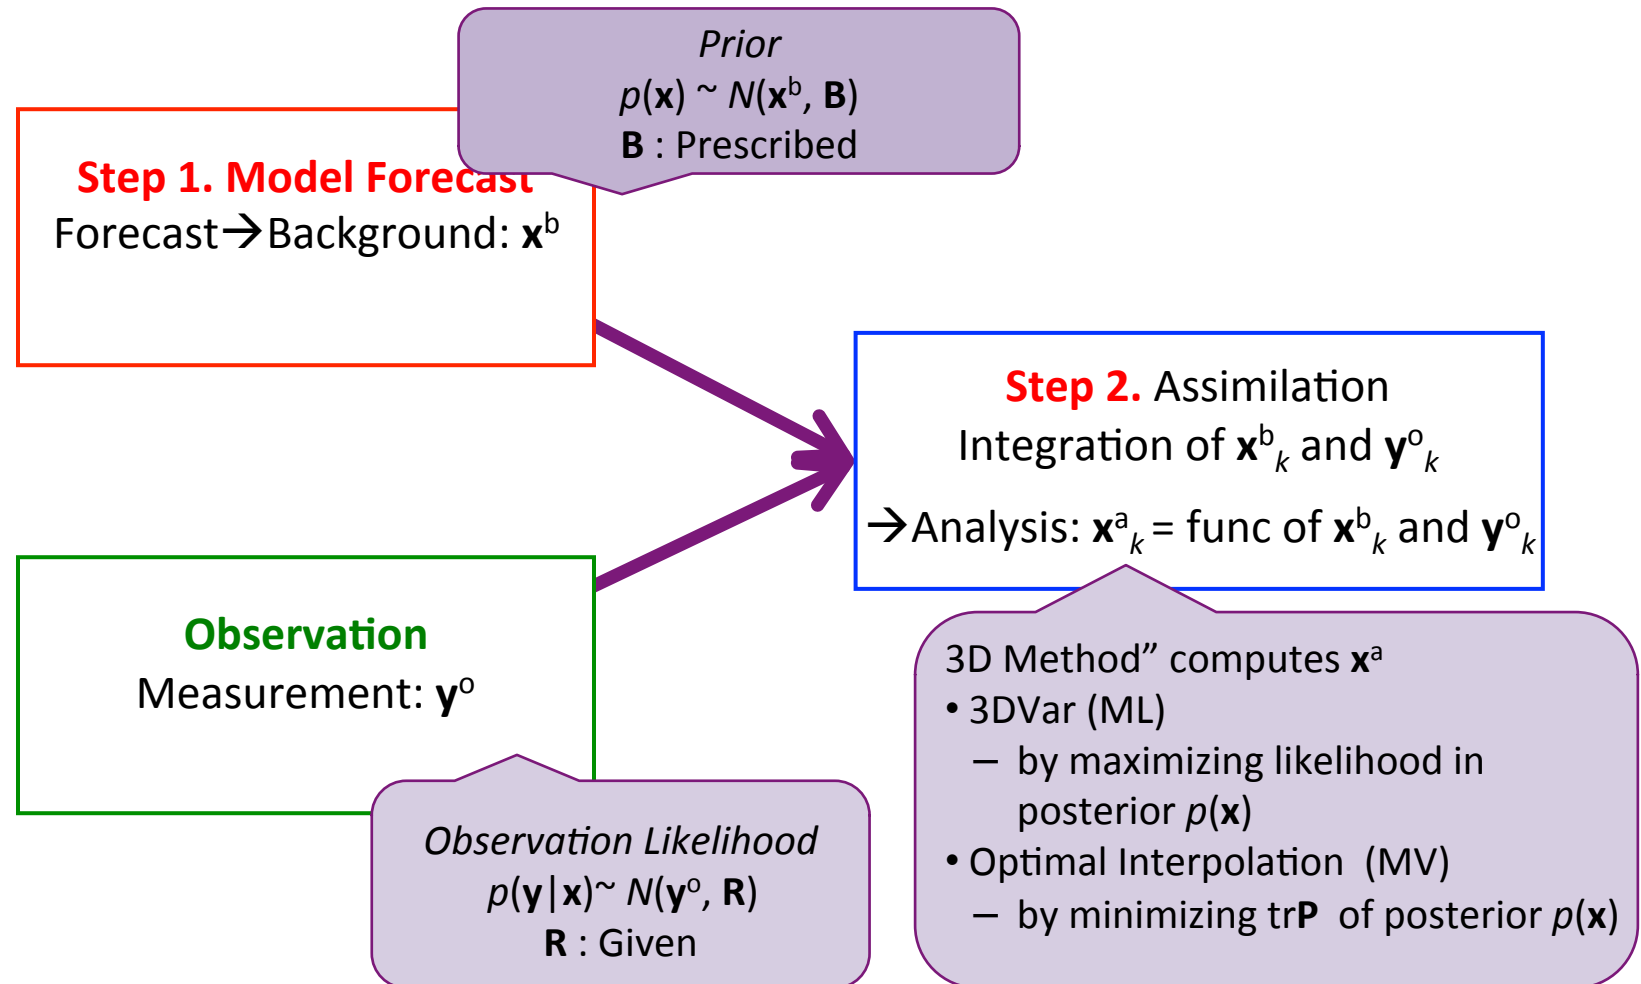 Prior
p(x) ~ N(xᵇ, B)
B : Prescribed
Step 1. Model Forecast
Forecast→Background: xᵇ
Step 2. Assimilation
Integration of xᵇₖ and yᵒₖ
→Analysis: xᵃₖ = func of xᵇₖ and yᵒₖ
Observation
Measurement: yᵒ
Observation Likelihood
p(y|x)~ N(yᵒ, R)
R : Given
3D Method” computes xᵃ
• 3DVar (ML)
– by maximizing likelihood in
posterior p(x)
• Optimal Interpolation (MV)
– by minimizing trP of posterior p(x)